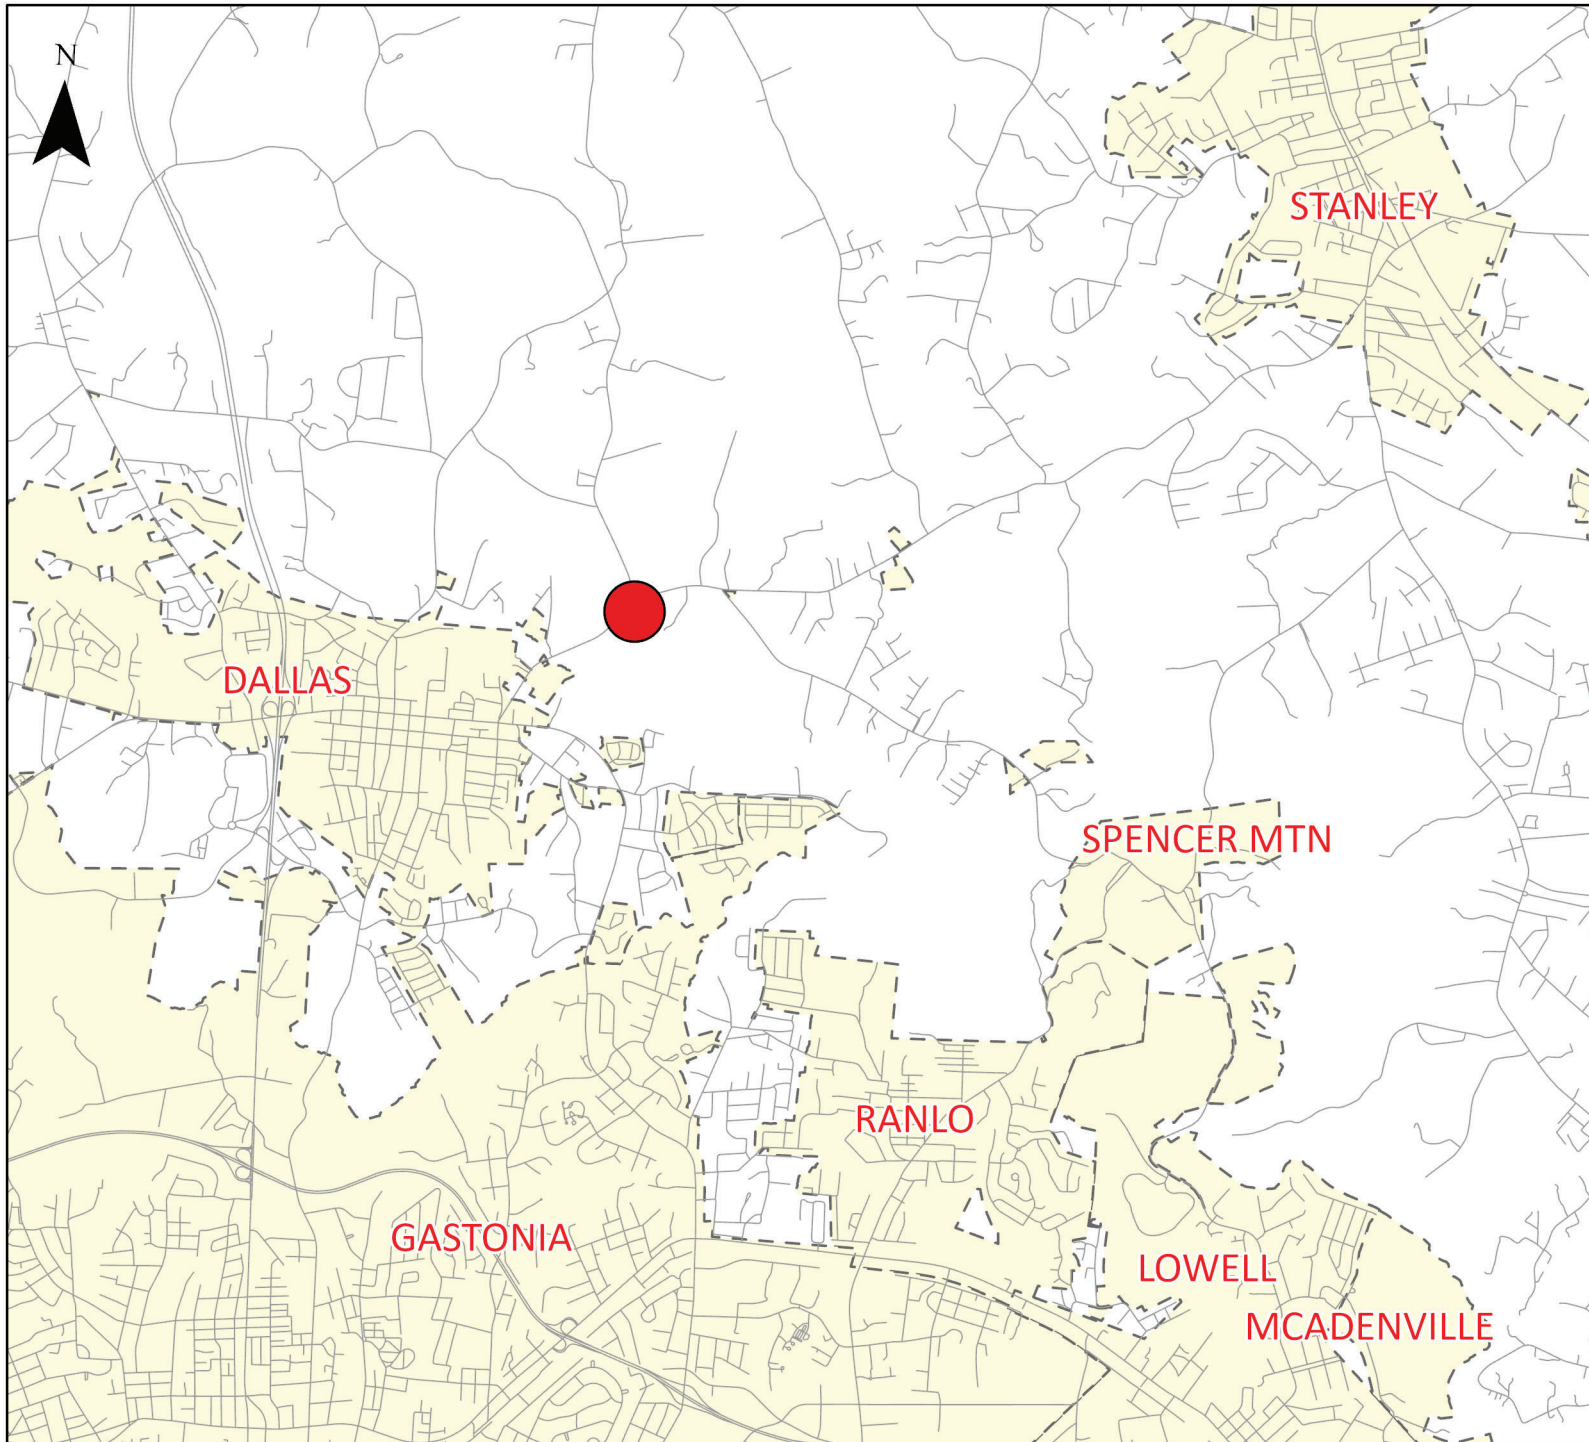 N
STANLEY
DALLAS
SPENCER MTN
RANLO
GASTONIA
LOWELL
MCADENVILLE